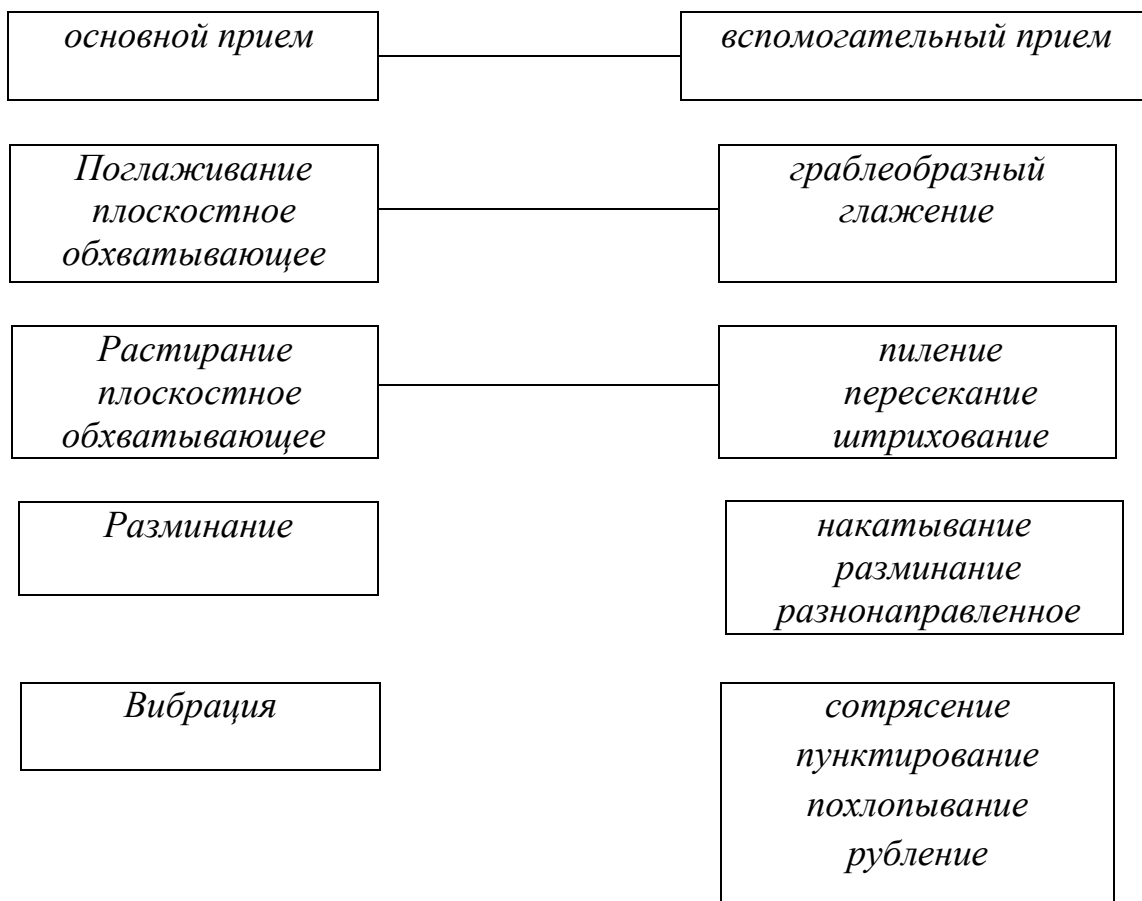 основной прием
вспомогательный прием
Поглаживание
плоскостное
обхватывающее
граблеобразный
глажение
Растирание
плоскостное
обхватывающее
пиление
пересекание
штрихование
Разминание
накатывание
разминание
разнонаправленное
Вибрация
сотрясение
пунктирование
похлопывание
рубление